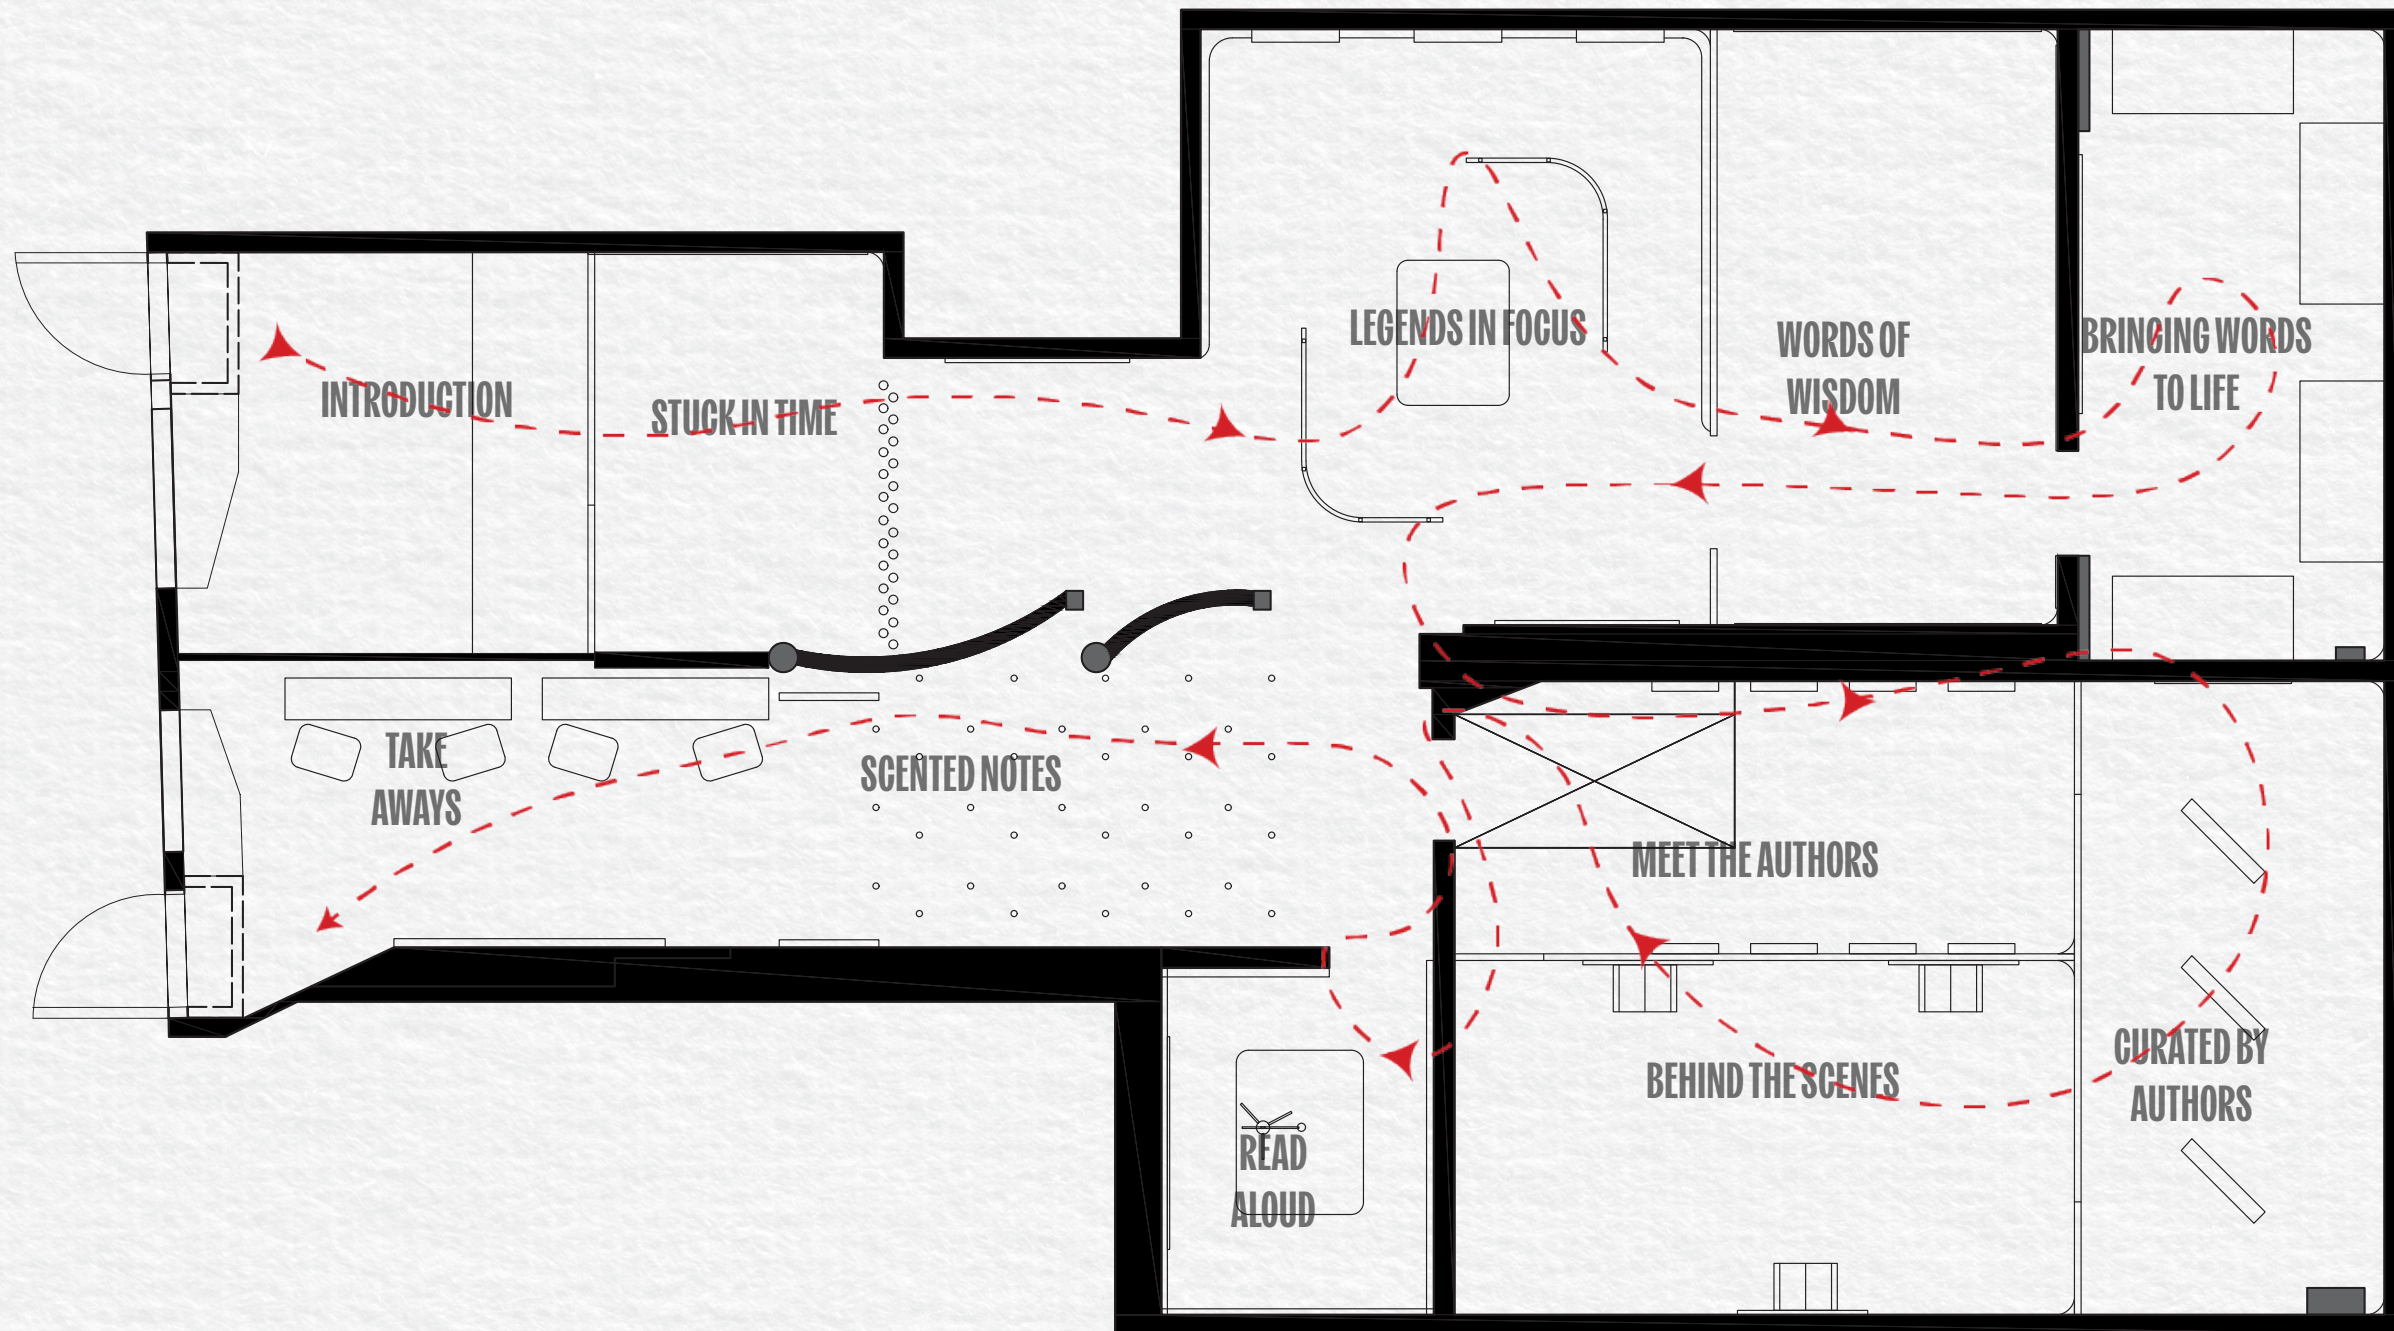 INTRODUCTION
STUCK IN TIME
LEGENDS IN FOCUS
WORDS OF
WISDOM
BRINGING WORDS
TO LIFE
TAKE
AWAYS
SCENTED NOTES
MEET THE AUTHORS
BEHIND THE SCENES
CURATED BY
AUTHORS
READ
ALOUD